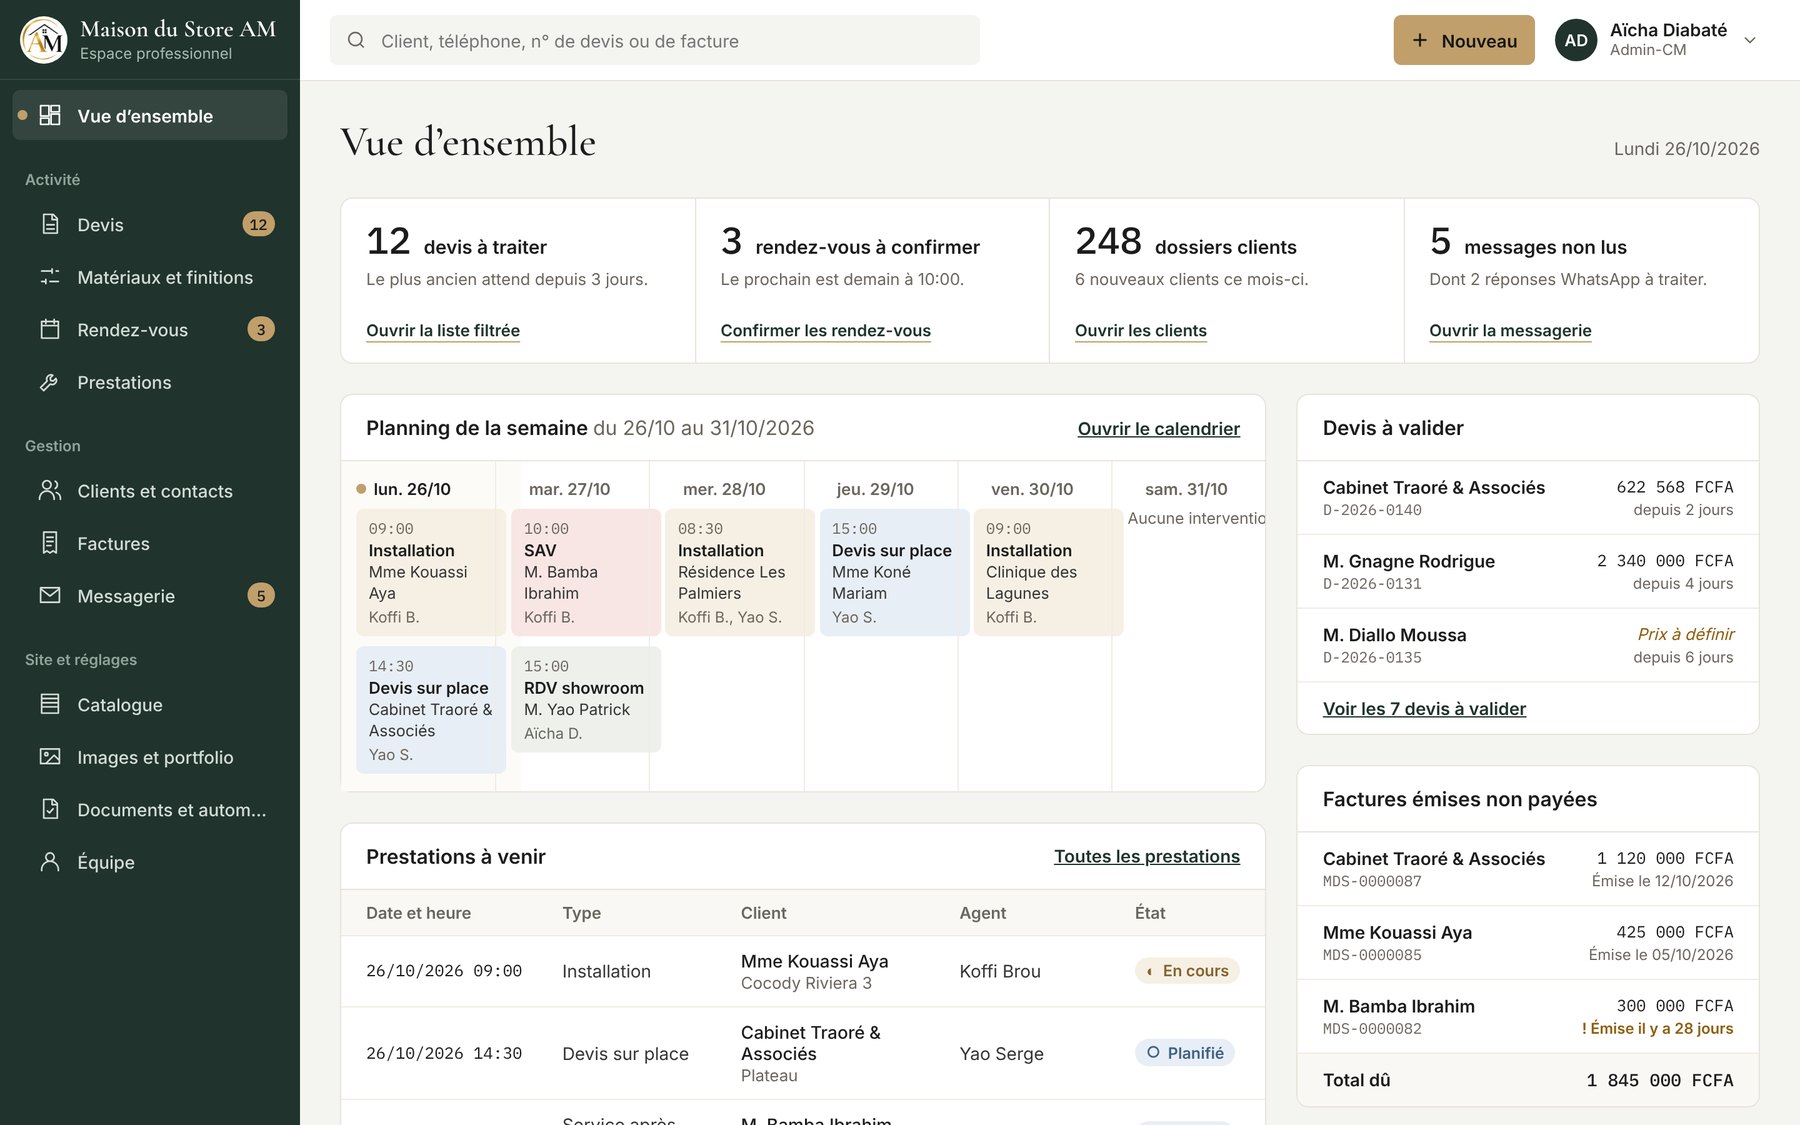 Maison du Store AM
Espace professionnel
Client, téléphone, n° de devis ou de facture
+ Nouveau
AD
Aïcha Diabaté
Admin-CM
Vue d’ensemble
Activité
Devis 12
Matériaux et finitions
Rendez-vous 3
Prestations
Gestion
Clients et contacts
Factures
Messagerie 5
Site et réglages
Catalogue
Images et portfolio
Documents et autom...
Équipe
Vue d’ensemble
Lundi 26/10/2026
12 devis à traiter
Le plus ancien attend depuis 3 jours.
Ouvrir la liste filtrée
3 rendez-vous à confirmer
Le prochain est demain à 10:00.
Confirmer les rendez-vous
248 dossiers clients
6 nouveaux clients ce mois-ci.
Ouvrir les clients
5 messages non lus
Dont 2 réponses WhatsApp à traiter.
Ouvrir la messagerie
Planning de la semaine du 26/10 au 31/10/2026
Ouvrir le calendrier
lun. 26/10
09:00
Installation
Mme Kouassi
Aya
Koffi B.
14:30
Devis sur place
Cabinet Traoré &
Associés
Yao S.
mar. 27/10
10:00
SAV
M. Bamba
Ibrahim
Koffi B.
15:00
RDV showroom
M. Yao Patrick
Aïcha D.
mer. 28/10
08:30
Installation
Résidence Les
Palmiers
Koffi B., Yao S.
jeu. 29/10
15:00
Devis sur place
Mme Koné
Mariam
Yao S.
ven. 30/10
09:00
Installation
Clinique des
Lagunes
Koffi B.
sam. 31/10
Aucune interventio
Prestations à venir
Toutes les prestations
Date et heure Type Client Agent État
26/10/2026 09:00 Installation Mme Kouassi Aya Koffi Brou En cours
Cocody Riviera 3
26/10/2026 14:30 Devis sur place Cabinet Traoré & Associés Yao Serge Planifié
Plateau
Service après M. Bamba Ibrahim
Devis à valider
Cabinet Traoré & Associés 622 568 FCFA
D-2026-0140 depuis 2 jours
M. Gnagne Rodrigue 2 340 000 FCFA
D-2026-0131 depuis 4 jours
M. Diallo Moussa Prix à définir
D-2026-0135 depuis 6 jours
Voir les 7 devis à valider
Factures émises non payées
Cabinet Traoré & Associés 1 120 000 FCFA
MDS-0000087 Émise le 12/10/2026
Mme Kouassi Aya 425 000 FCFA
MDS-0000085 Émise le 05/10/2026
M. Bamba Ibrahim 300 000 FCFA
MDS-0000082 ! Émise il y a 28 jours
Total dû 1 845 000 FCFA